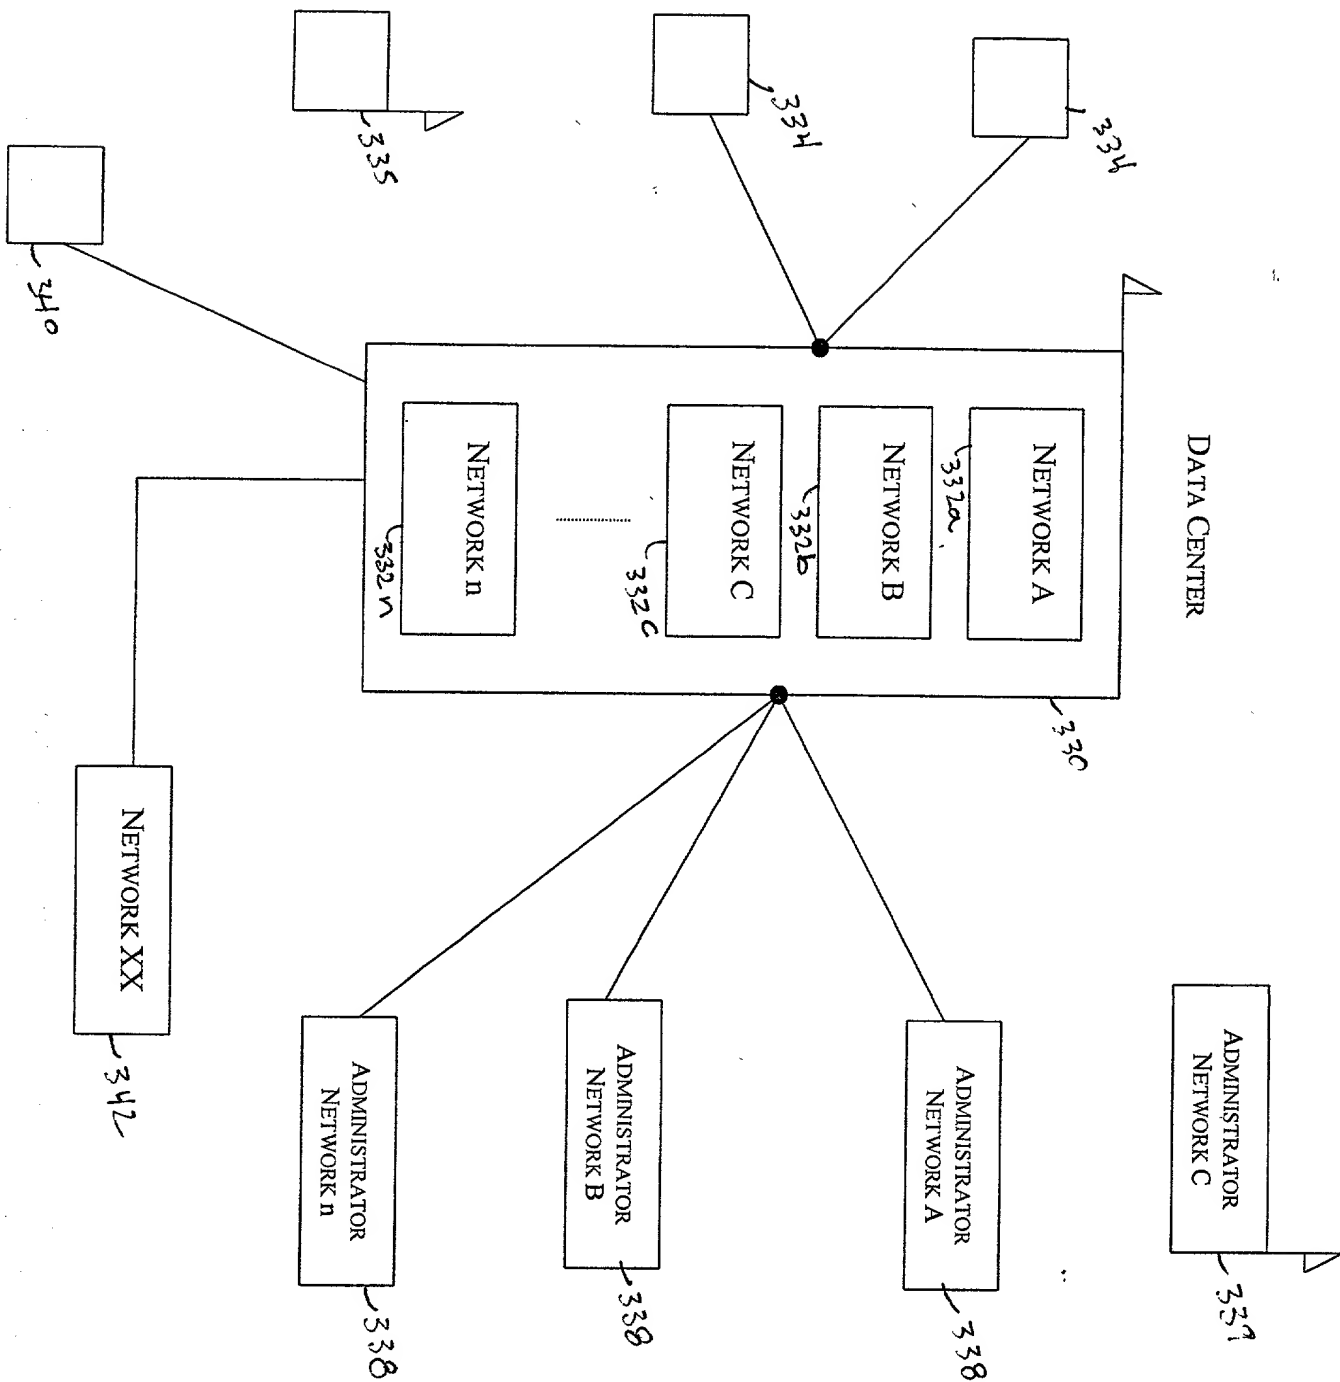 DATA CENTER
ADMINISTRATOR
NETWORK C
339
334
330
NETWORK A
332a
ADMINISTRATOR
NETWORK A
338
334
NETWORK B
332b
NETWORK C
332c
ADMINISTRATOR
NETWORK B
338
335
NETWORK n
332n
ADMINISTRATOR
NETWORK n
338
340
NETWORK XX
342